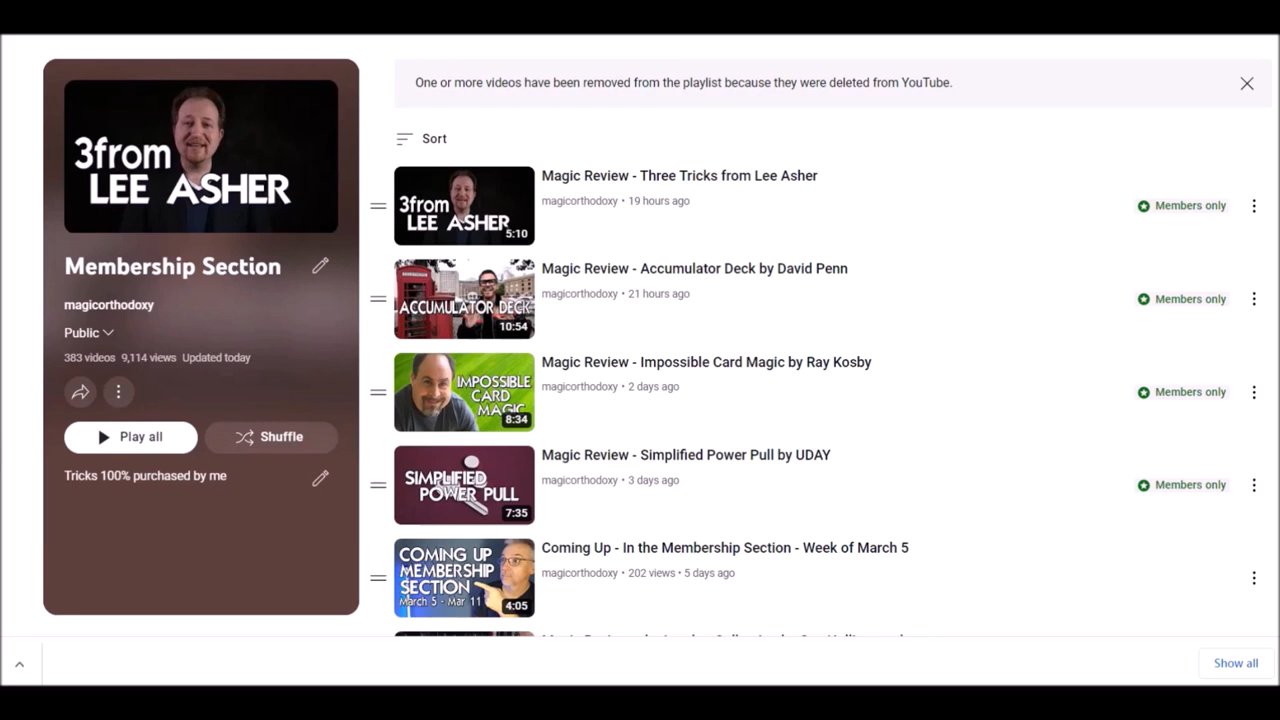 3from
LEE ASHER
Membership Section
magicorthodoxy
Public
383 videos 9,114 views Updated today
Play all
Shuffle
Tricks 100% purchased by me
One or more videos have been removed from the playlist because they were deleted from YouTube.
Sort
3from
LEE ASHER
5:10
Magic Review - Three Tricks from Lee Asher
magicorthodoxy • 19 hours ago
Members only
ACCUMULATOR DECK
10:54
Magic Review - Accumulator Deck by David Penn
magicorthodoxy • 21 hours ago
Members only
IMPOSSIBLE
CARD
MAGIC
8:34
Magic Review - Impossible Card Magic by Ray Kosby
magicorthodoxy • 2 days ago
Members only
SIMPLIFIED
POWER PULL
7:35
Magic Review - Simplified Power Pull by UDAY
magicorthodoxy • 3 days ago
Members only
COMING UP
MEMBERSHIP
SECTION
March 5 - Mar 11
4:05
Coming Up - In the Membership Section - Week of March 5
magicorthodoxy • 202 views • 5 days ago
Show all